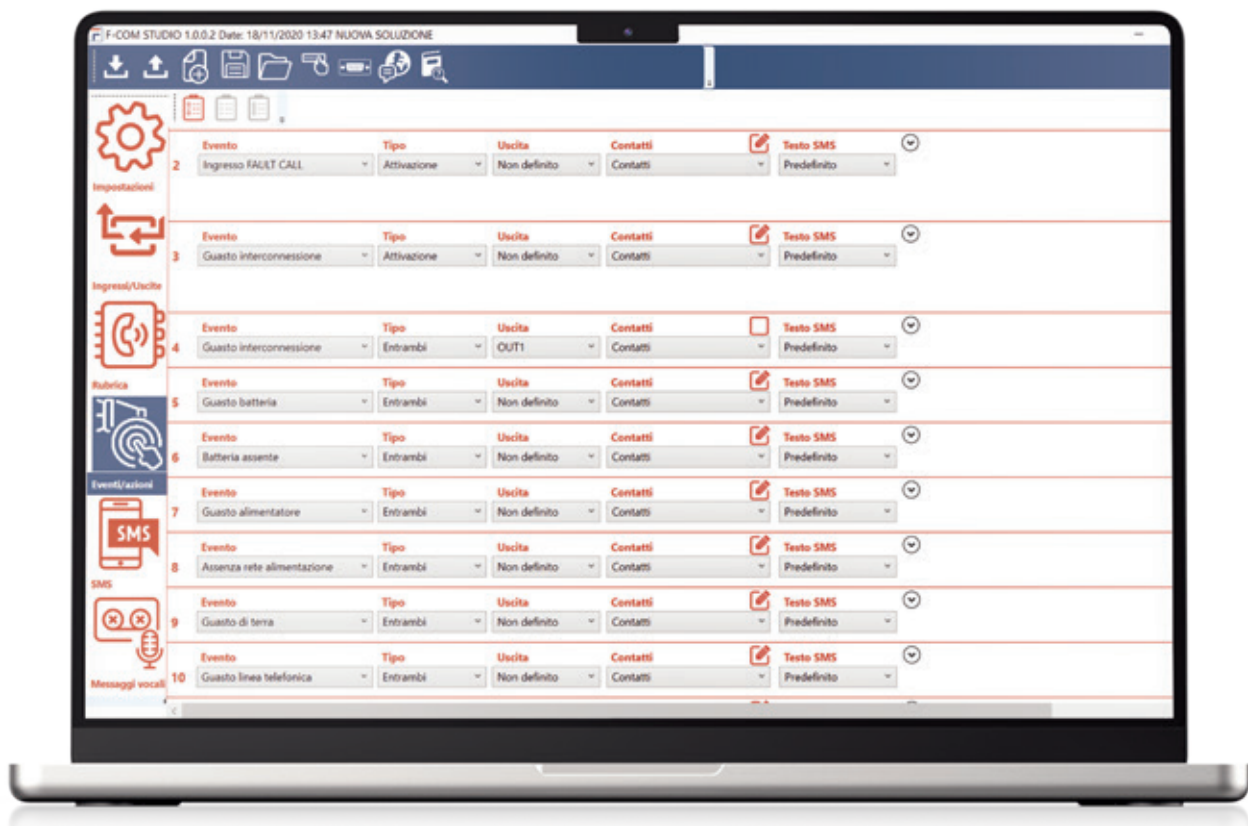 F-COM STUDIO 1.0.0.2 Date: 18/11/2020 13:47 NUOVA SOLUZIONE
Impostazioni
Ingressi/Uscite
Rubrica
Eventi/azioni
SMS
SMS
Messaggi vocali
Evento Tipo Uscita Contatti Testo SMS
2 Ingresso FAULT CALL Attivazione Non definito Contatti Predefinito
Evento Tipo Uscita Contatti Testo SMS
3 Guasto interconnessione Attivazione Non definito Contatti Predefinito
Evento Tipo Uscita Contatti Testo SMS
4 Guasto interconnessione Entrambi OUT1 Contatti Predefinito
Evento Tipo Uscita Contatti Testo SMS
5 Guasto batteria Entrambi Non definito Contatti Predefinito
Evento Tipo Uscita Contatti Testo SMS
6 Batteria assente Entrambi Non definito Contatti Predefinito
Evento Tipo Uscita Contatti Testo SMS
7 Guasto alimentatore Entrambi Non definito Contatti Predefinito
Evento Tipo Uscita Contatti Testo SMS
8 Assenza rete alimentazione Entrambi Non definito Contatti Predefinito
Evento Tipo Uscita Contatti Testo SMS
9 Guasto di terra Entrambi Non definito Contatti Predefinito
Evento Tipo Uscita Contatti Testo SMS
10 Guasto linea telefonica Entrambi Non definito Contatti Predefinito